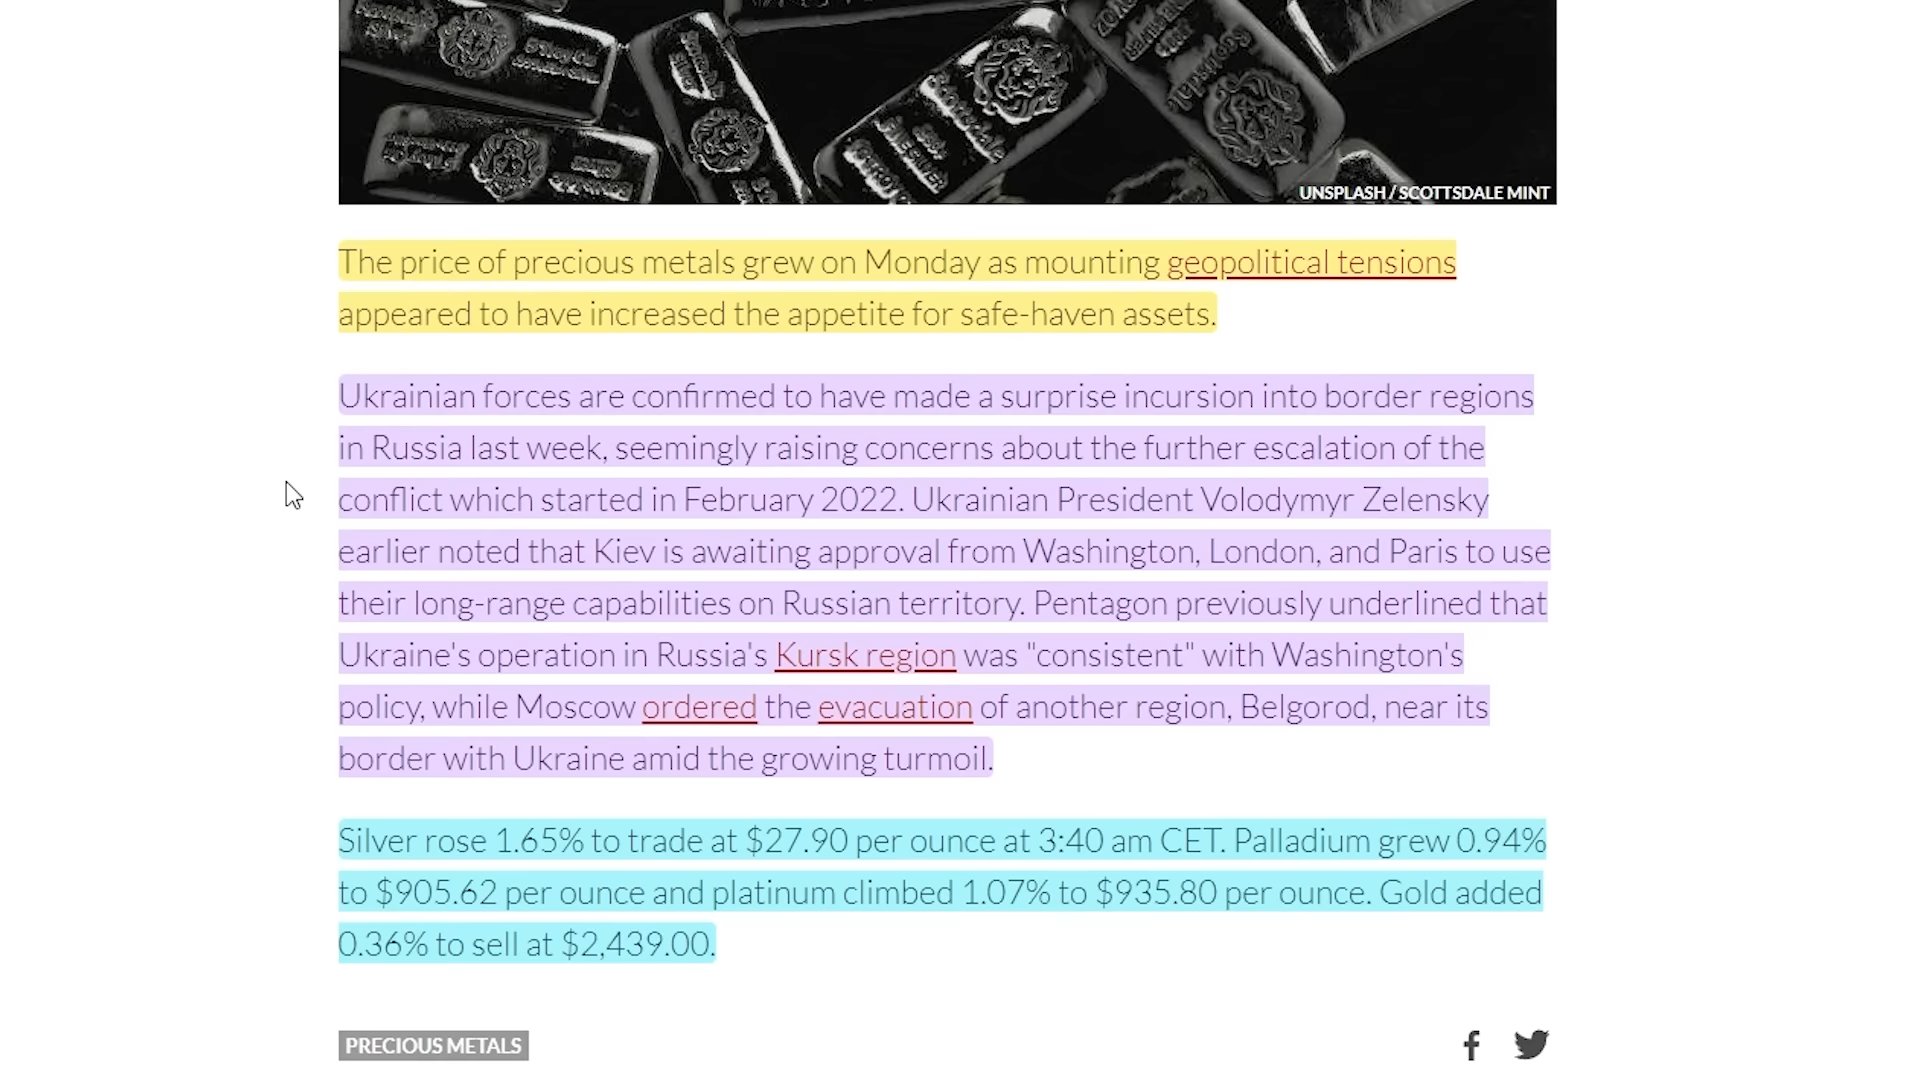 UNSPLASH / SCOTTSDALE MINT
The price of precious metals grew on Monday as mounting geopolitical tensions
appeared to have increased the appetite for safe-haven assets.
Ukrainian forces are confirmed to have made a surprise incursion into border regions
in Russia last week, seemingly raising concerns about the further escalation of the
conflict which started in February 2022. Ukrainian President Volodymyr Zelensky
earlier noted that Kiev is awaiting approval from Washington, London, and Paris to use
their long-range capabilities on Russian territory. Pentagon previously underlined that
Ukraine's operation in Russia's Kursk region was "consistent" with Washington's
policy, while Moscow ordered the evacuation of another region, Belgorod, near its
border with Ukraine amid the growing turmoil.
Silver rose 1.65% to trade at $27.90 per ounce at 3:40 am CET. Palladium grew 0.94%
to $905.62 per ounce and platinum climbed 1.07% to $935.80 per ounce. Gold added
0.36% to sell at $2,439.00.
PRECIOUS METALS